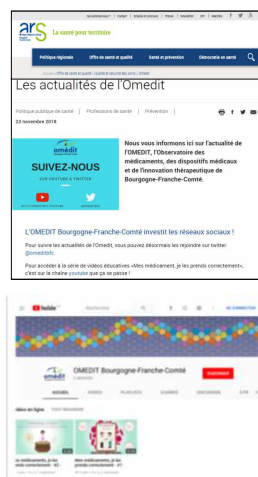 ars
La santé pour territoire
Politique régionale Offre de santé et qualité Santé et prévention Démocratie en santé
Les actualités de l'Omedit
Politique publique de santé | Professions de santé | Prévention |
23 novembre 2018
omédit
SUIVEZ-NOUS
SUR YOUTUBE & TWITTER
Nous vous informons ici sur l'actualité de
l'OMEDIT, l'Observatoire des
médicaments, des dispositifs médicaux
et de l'innovation thérapeutique de
Bourgogne-Franche-Comté.
L'OMEDIT Bourgogne-Franche-Comté investit les réseaux sociaux !
Pour suivre les actualités de l'Omedit, vous pouvez désormais les rejoindre sur twitter
@omeditbfc
Pour accéder à la série de vidéos éducatives «Mes médicament, je les prends correctement»,
c'est sur la chaîne youtube que ça se passe !
omédit
OMEDIT Bourgogne-Franche-Comté
ACCUEIL VIDÉOS PLAYLISTS CHAÎNES DISCUSSION